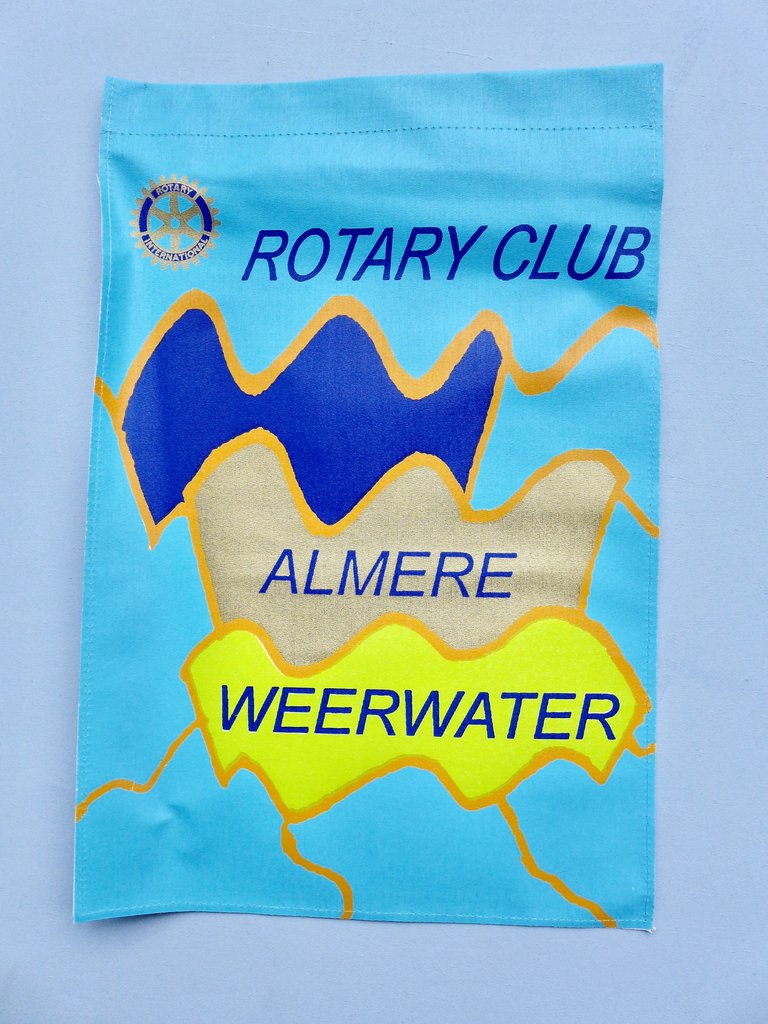 ROTARY
INTERNATIONAL
ROTARY CLUB
ALMERE
WEERWATER